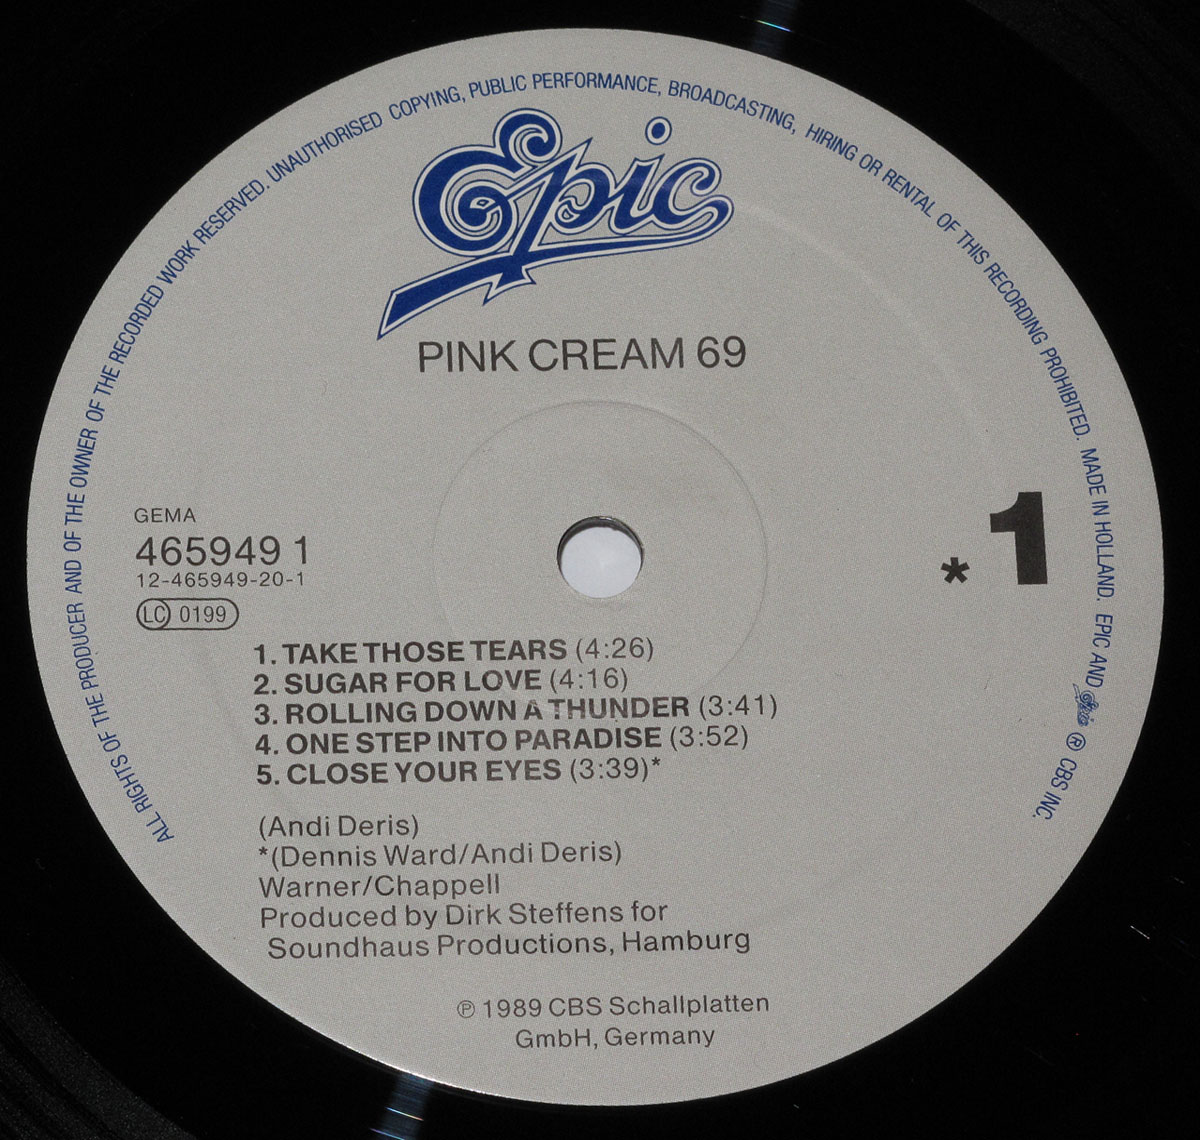 ALL RIGHTS OF THE PRODUCER AND OF THE OWNER OF THE RECORDED WORK RESERVED. UNAUTHORISED COPYING, PUBLIC PERFORMANCE, BROADCASTING, HIRING OR RENTAL OF THIS RECORDING PROHIBITED. MADE IN HOLLAND. EPIC AND Epic ® CBS INC.
Epic
PINK CREAM 69
GEMA
465949 1
12-465949-20-1
LC 0199
* 1
1. TAKE THOSE TEARS (4:26)
2. SUGAR FOR LOVE (4:16)
3. ROLLING DOWN A THUNDER (3:41)
4. ONE STEP INTO PARADISE (3:52)
5. CLOSE YOUR EYES (3:39)*
(Andi Deris)
*(Dennis Ward/Andi Deris)
Warner/Chappell
Produced by Dirk Steffens for
Soundhaus Productions, Hamburg
℗ 1989 CBS Schallplatten
GmbH, Germany